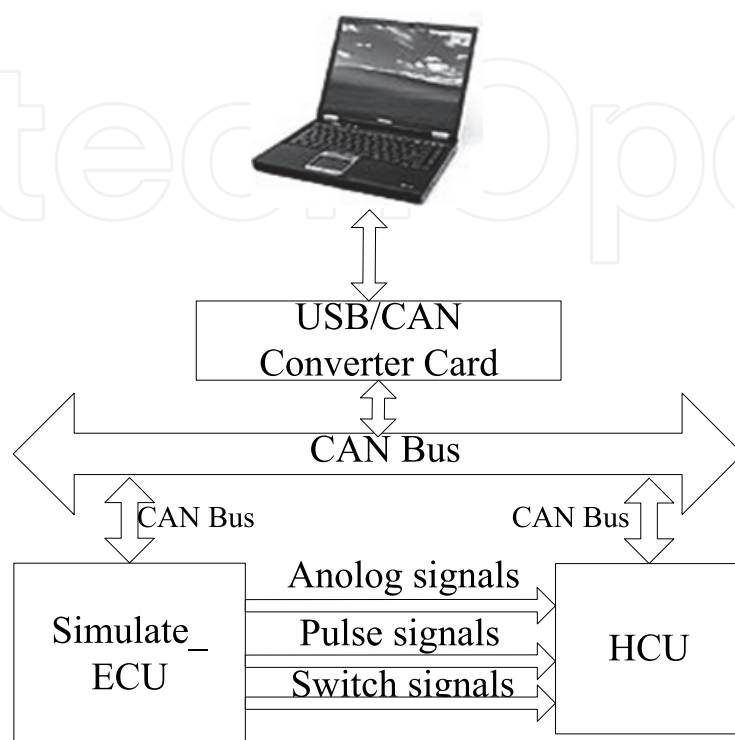 techOpe
USB/CAN
Converter Card
CAN Bus
CAN Bus
CAN Bus
Anolog signals
Pulse signals
Switch signals
Simulate_
ECU
HCU